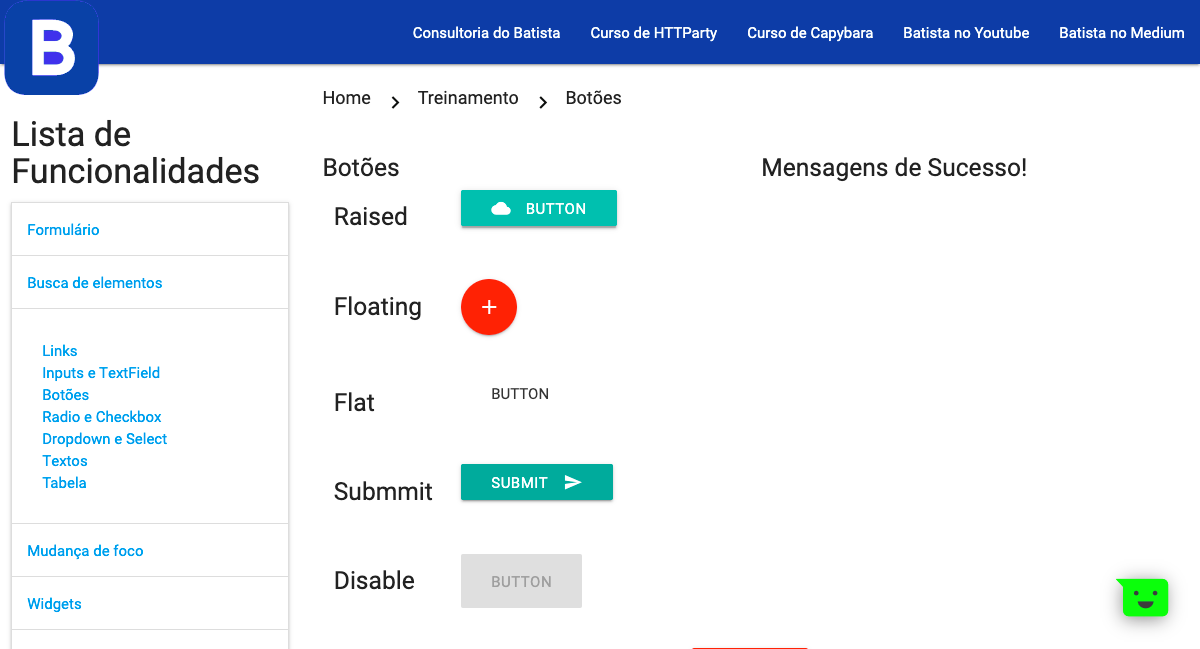 B
Consultoria do Batista
Curso de HTTParty
Curso de Capybara
Batista no Youtube
Batista no Medium
Home
Treinamento
Botões
Lista de
Funcionalidades
Formulário
Busca de elementos
Links
Inputs e TextField
Botões
Radio e Checkbox
Dropdown e Select
Textos
Tabela
Mudança de foco
Widgets
Botões
Raised
BUTTON
Floating
+
Flat
BUTTON
Submmit
SUBMIT
Disable
BUTTON
Mensagens de Sucesso!